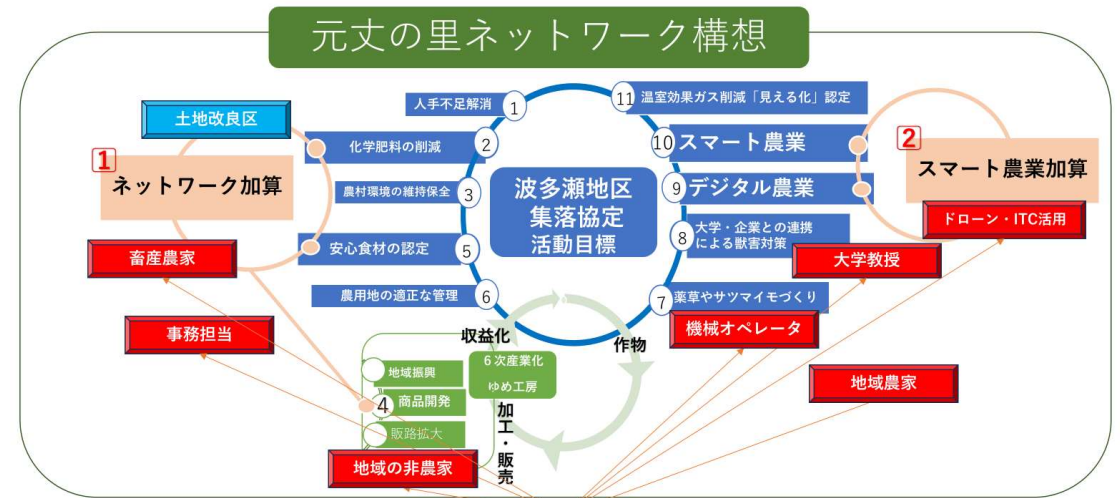 元丈の里ネットワーク構想
人手不足解消
1
11
温室効果ガス削減「見える化」認定
土地改良区
化学肥料の削減
2
10
スマート農業
1
ネットワーク加算
2
スマート農業加算
農村環境の維持保全
3
9
デジタル農業
波多瀬地区
集落協定
活動目標
ドローン・ITC活用
安心食材の認定
5
8
大学・企業との連携
による獣害対策
畜産農家
大学教授
農用地の適正な管理
6
7
薬草やサツマイモづくり
事務担当
機械オペレータ
収益化
作物
6次産業化
ゆめ工房
地域振興
4
商品開発
販路拡大
加工・販売
地域農家
地域の非農家